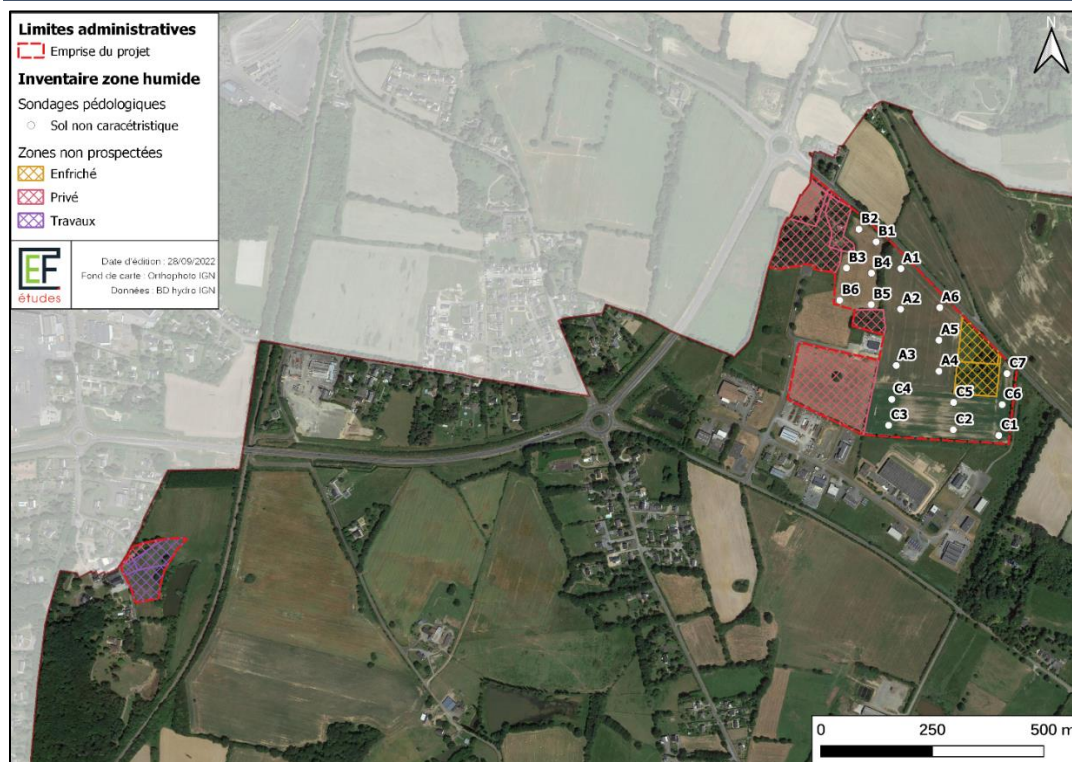 Limites administratives
Emprise du projet
Inventaire zone humide
Sondages pédologiques
Sol non caracétristique
Zones non prospectées
Enfriché
Privé
Travaux
EF
études
Date d'édition : 28/09/2022
Fond de carte : Orthophoto IGN
Données : BD hydro IGN
N
B2
B1
B3
B4
A1
B6
B5
A2
A6
A5
A3
A4
C7
C4
C5
C6
C3
C2
C1
0 250 500 m